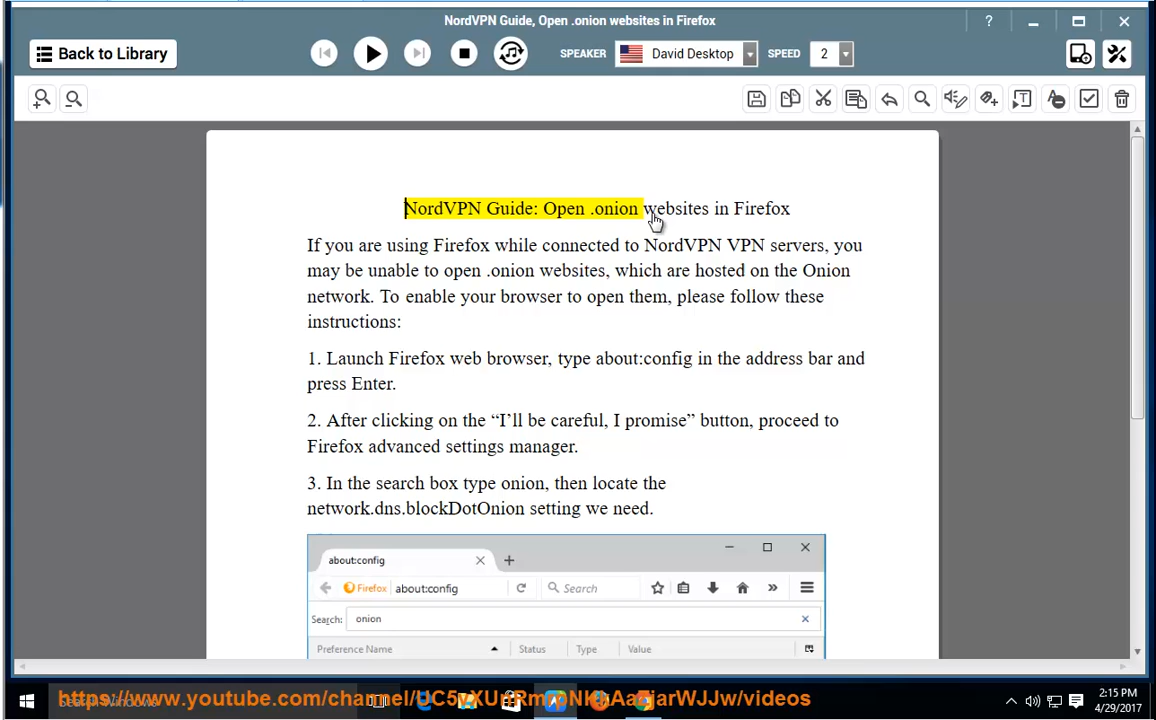 NordVPN Guide, Open .onion websites in Firefox
?
Back to Library
SPEAKER
David Desktop
SPEED
2
NordVPN Guide: Open .onion websites in Firefox
If you are using Firefox while connected to NordVPN VPN servers, you
may be unable to open .onion websites, which are hosted on the Onion
network. To enable your browser to open them, please follow these
instructions:
1. Launch Firefox web browser, type about:config in the address bar and
press Enter.
2. After clicking on the “I’ll be careful, I promise” button, proceed to
Firefox advanced settings manager.
3. In the search box type onion, then locate the
network.dns.blockDotOnion setting we need.
about:config
Firefox about:config
Search
Search: onion
Preference Name Status Type Value
Search Windows
2:15 PM
4/29/2017